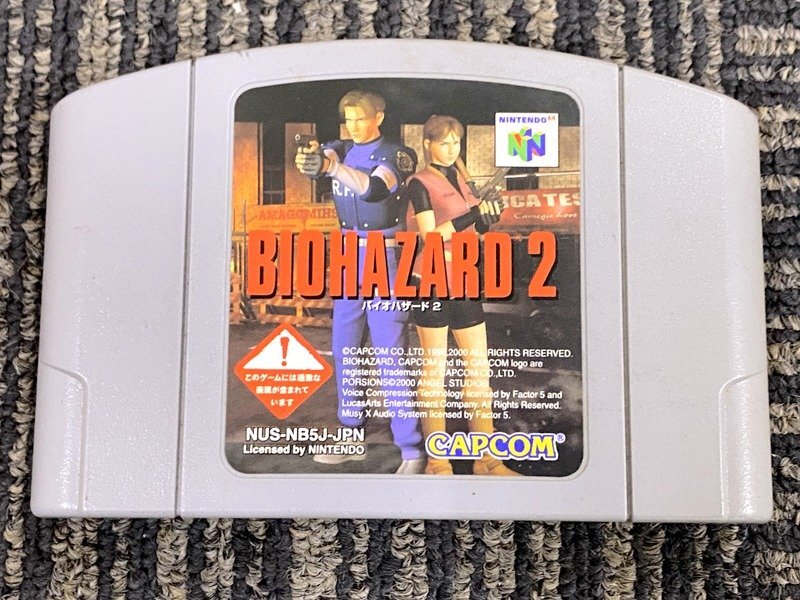 NINTENDO 64
R.P.
AMAGOMIHS
CATES
Carnegie Love
BIOHAZARD 2
バイオハザード2
このゲームには過激な
表現が含まれて
います
©CAPCOM CO.,LTD.1998,2000 ALL RIGHTS RESERVED.
BIOHAZARD, CAPCOM and the CAPCOM logo are
registered trademarks of CAPCOM CO.,LTD.
PORSIONS©2000 ANGEL STUDIOS
Voice Compression Technology licensed by Factor 5 and
LucasArts Entertainment Company. All Rights Reserved.
Musy X Audio System licensed by Factor 5.
NUS-NB5J-JPN
Licensed by NINTENDO
CAPCOM®